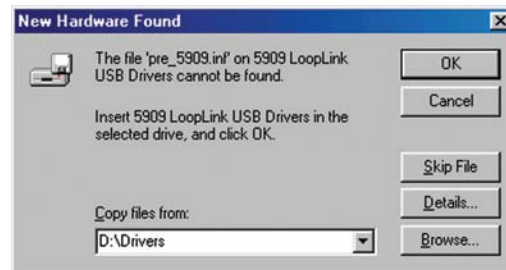 New Hardware Found
The file 'pre_5909.inf' on 5909 LoopLink
USB Drivers cannot be found.
Insert 5909 LoopLink USB Drivers in the
selected drive, and click OK.
Copy files from:
D:\Drivers
OK
Cancel
Skip File
Details...
Browse...